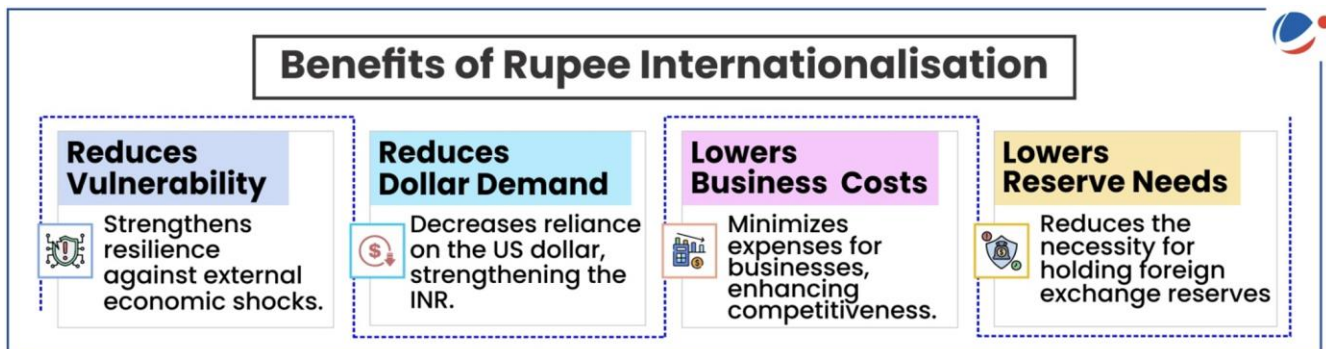 Benefits of Rupee Internationalisation
Reduces
Vulnerability
Strengthens
resilience
against external
economic shocks.
Reduces
Dollar Demand
Decreases reliance
on the US dollar,
strengthening the
INR.
Lowers
Business Costs
Minimizes
expenses for
businesses,
enhancing
competitiveness.
Lowers
Reserve Needs
Reduces the
necessity for
holding foreign
exchange reserves